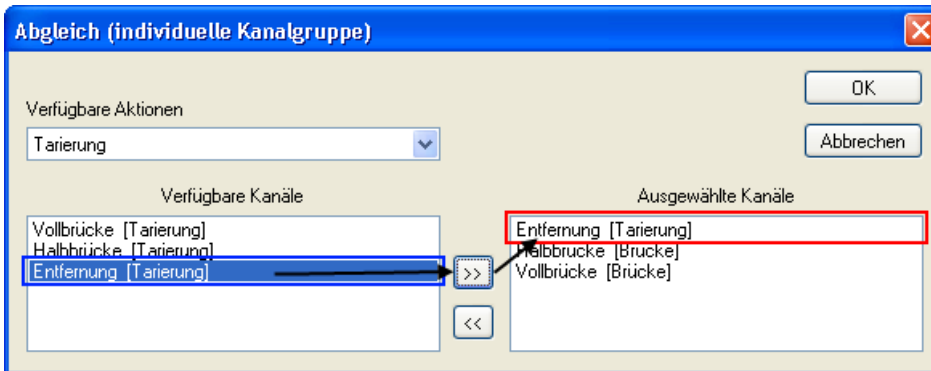 Abgleich (individuelle Kanalgruppe)
OK
Verfügbare Aktionen
Tarierung
Abbrechen
Verfügbare Kanäle
Ausgewählte Kanäle
Vollbrücke [Tarierung]
Halbbrücke [Tarierung]
Entfernung [Tarierung]
>>
<<
Entfernung [Tarierung]
Halbbrücke [Brücke]
Vollbrücke [Brücke]